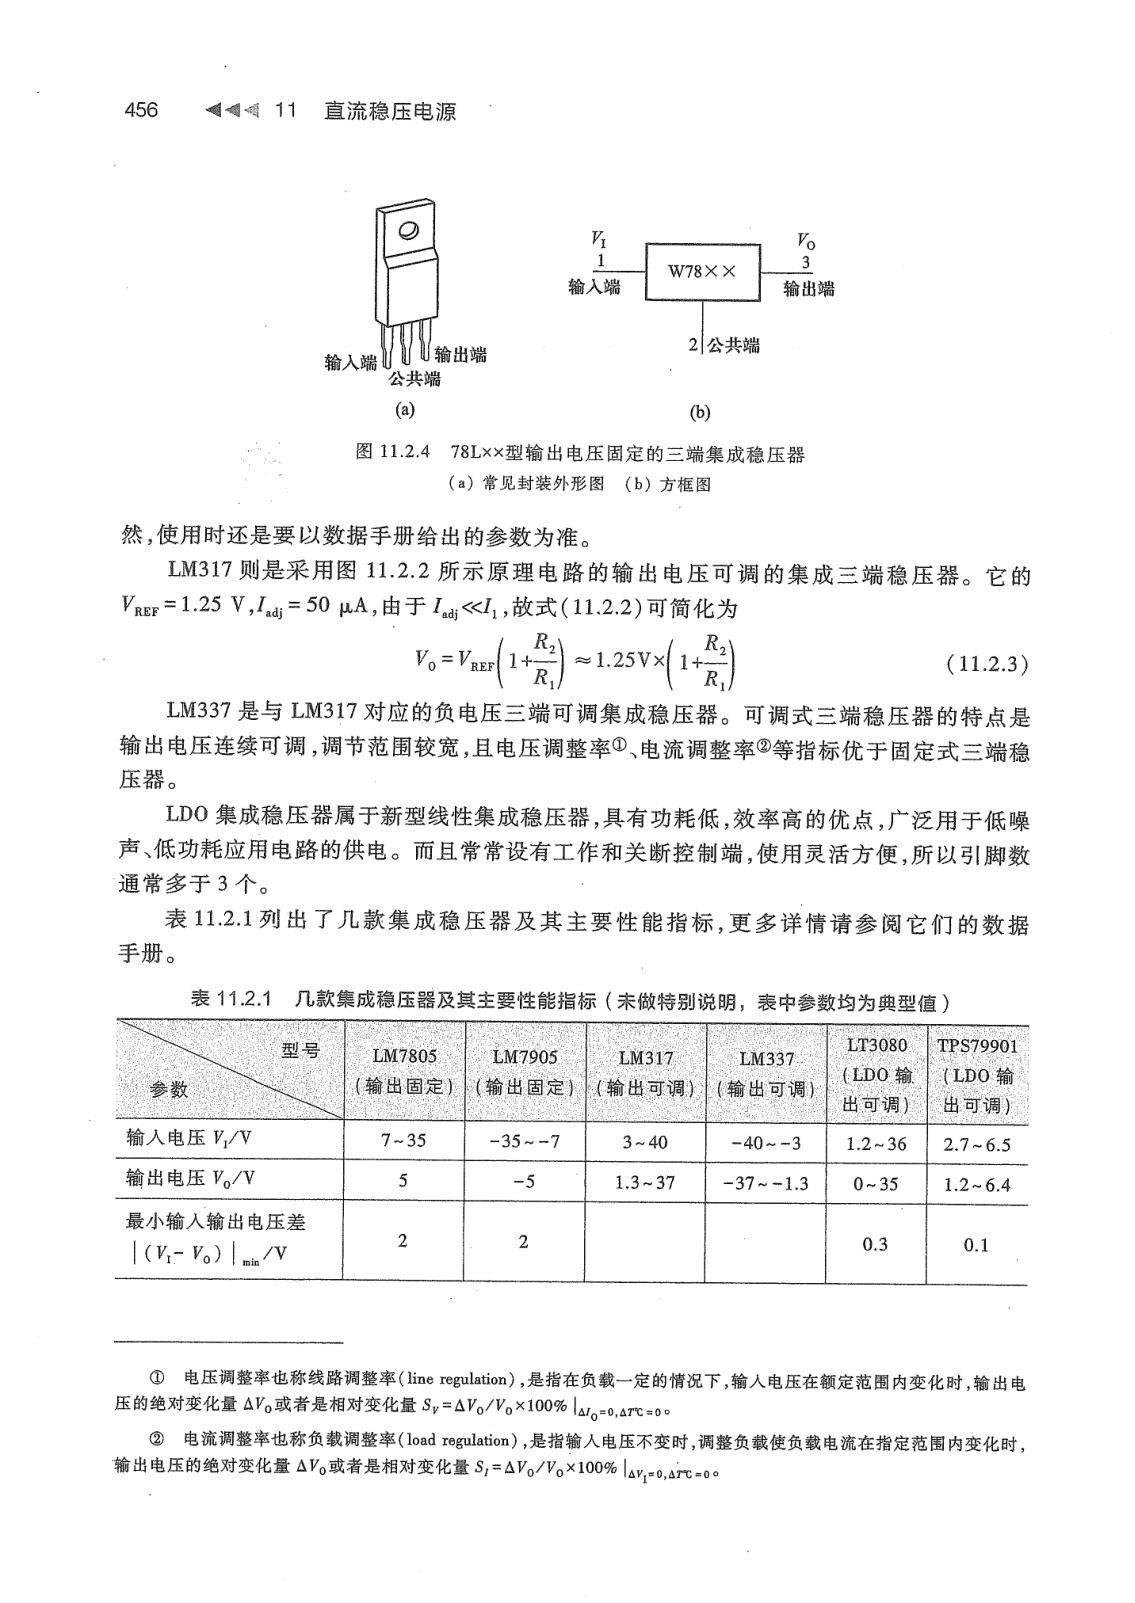 456 11 直流稳压电源
V_I
1
输入端
W78××
V_O
3
输出端
2 公共端
输入端
输出端
公共端
(a)
(b)
图 11.2.4 78L××型输出电压固定的三端集成稳压器
(a) 常见封装外形图 (b) 方框图
然,使用时还是要以数据手册给出的参数为准。
LM317 则是采用图 11.2.2 所示原理电路的输出电压可调的集成三端稳压器。它的
V_REF = 1.25 V, I_adj = 50 μA,由于 I_adj ≪ I_1,故式(11.2.2)可简化为
V_O = V_REF(1+R_2/R_1) ≈ 1.25V×(1+R_2/R_1) (11.2.3)
LM337 是与 LM317 对应的负电压三端可调集成稳压器。可调式三端稳压器的特点是
输出电压连续可调,调节范围较宽,且电压调整率①、电流调整率②等指标优于固定式三端稳
压器。
LDO 集成稳压器属于新型线性集成稳压器,具有功耗低,效率高的优点,广泛用于低噪
声、低功耗应用电路的供电。而且常常设有工作和关断控制端,使用灵活方便,所以引脚数
通常多于 3 个。
表 11.2.1 列出了几款集成稳压器及其主要性能指标,更多详情请参阅它们的数据
手册。
表 11.2.1 几款集成稳压器及其主要性能指标(未做特别说明,表中参数均为典型值)
型号 参数 LM7805 (输出固定) LM7905 (输出固定) LM317 (输出可调) LM337 (输出可调) LT3080 (LDO 输出可调) TPS79901 (LDO 输出可调)
输入电压 V_I/V 7~35 -35~-7 3~40 -40~-3 1.2~36 2.7~6.5
输出电压 V_O/V 5 -5 1.3~37 -37~-1.3 0~35 1.2~6.4
最小输入输出电压差
|(V_I - V_O)|_min/V 2 2 0.3 0.1
① 电压调整率也称线路调整率(line regulation),是指在负载一定的情况下,输入电压在额定范围内变化时,输出电
压的绝对变化量 ΔV_O或者是相对变化量 S_V = ΔV_O/V_O×100% |ΔI_O=0,ΔT℃=0。
② 电流调整率也称负载调整率(load regulation),是指输入电压不变时,调整负载使负载电流在指定范围内变化时,
输出电压的绝对变化量 ΔV_O或者是相对变化量 S_I = ΔV_O/V_O×100% |ΔV_I=0,ΔT℃=0。